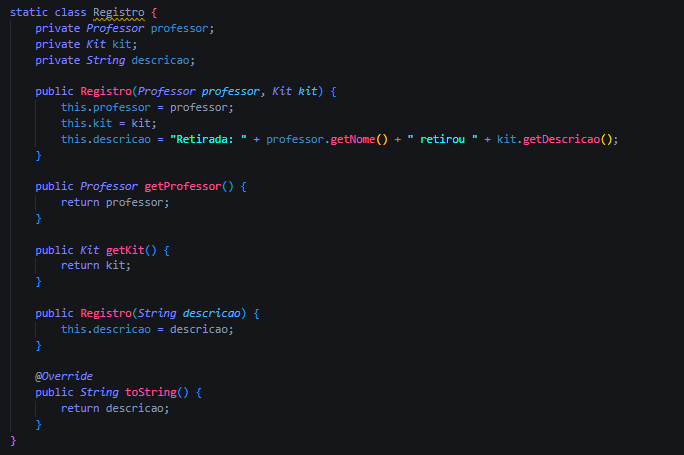 static class Registro {
    private Professor professor;
    private Kit kit;
    private String descricao;

    public Registro(Professor professor, Kit kit) {
        this.professor = professor;
        this.kit = kit;
        this.descricao = "Retirada: " + professor.getNome() + " retirou " + kit.getDescricao();
    }

    public Professor getProfessor() {
        return professor;
    }

    public Kit getKit() {
        return kit;
    }

    public Registro(String descricao) {
        this.descricao = descricao;
    }

    @Override
    public String toString() {
        return descricao;
    }
}